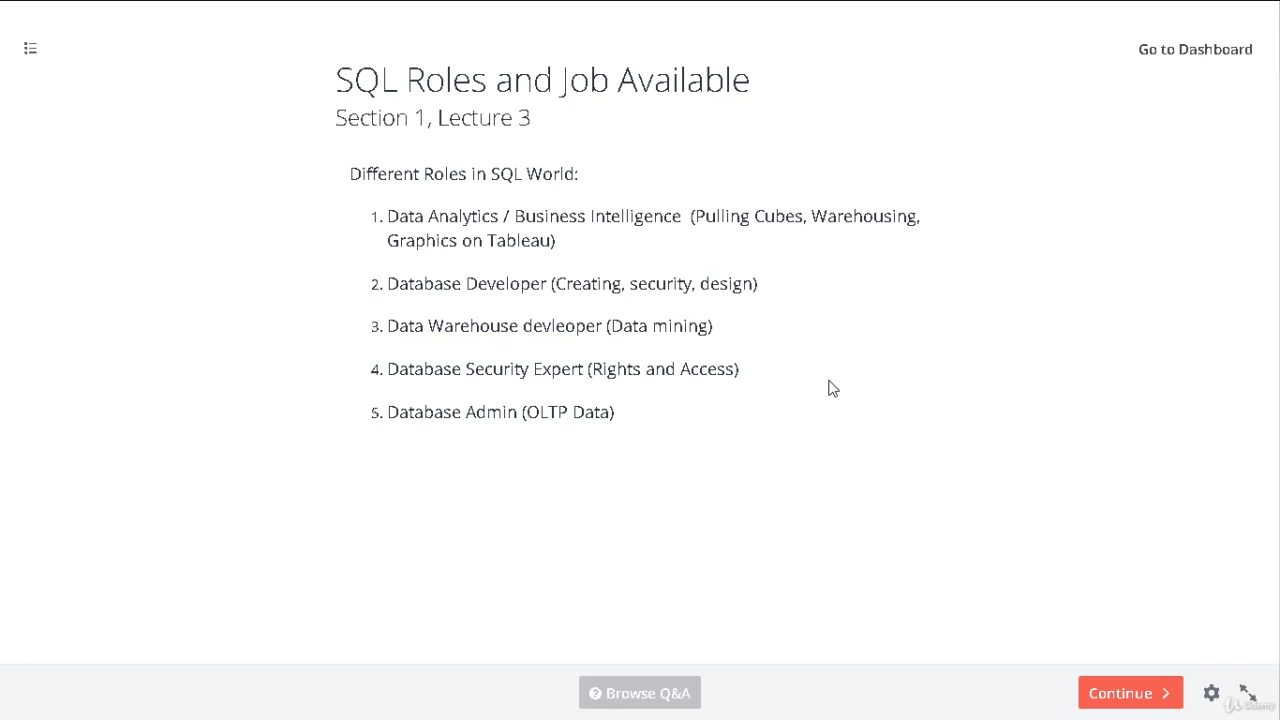 Go to Dashboard
SQL Roles and Job Available
Section 1, Lecture 3
Different Roles in SQL World:
1. Data Analytics / Business Intelligence (Pulling Cubes, Warehousing,
Graphics on Tableau)
2. Database Developer (Creating, security, design)
3. Data Warehouse devleoper (Data mining)
4. Database Security Expert (Rights and Access)
5. Database Admin (OLTP Data)
Browse Q&A
Continue
Udemy